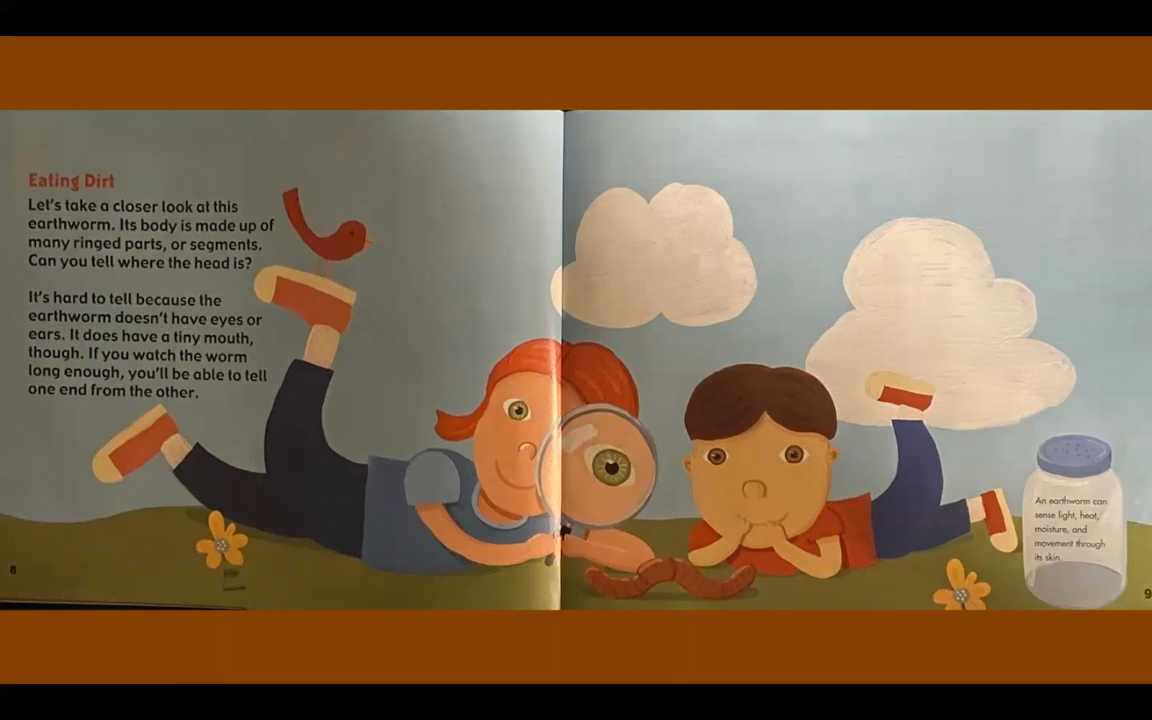 Eating Dirt
Let's take a closer look at this
earthworm. Its body is made up of
many ringed parts, or segments.
Can you tell where the head is?
It's hard to tell because the
earthworm doesn't have eyes or
ears. It does have a tiny mouth,
though. If you watch the worm
long enough, you'll be able to tell
one end from the other.
8
An earthworm can
sense light, heat,
moisture, and
movement through
its skin.
9